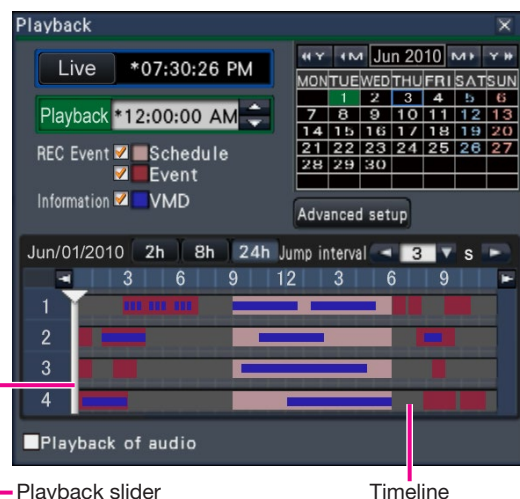 Playback
Live *07:30:26 PM
Playback *12:00:00 AM
REC Event Schedule
Event
Information VMD
Y M Jun 2010 M Y
MON TUE WED THU FRI SAT SUN
1 2 3 4 5 6
7 8 9 10 11 12 13
14 15 16 17 18 19 20
21 22 23 24 25 26 27
28 29 30
Advanced setup
Jun/01/2010 2h 8h 24h Jump interval 3 s
3 6 9 12 3 6 9
1
2
3
4
Playback of audio
Playback slider
Timeline